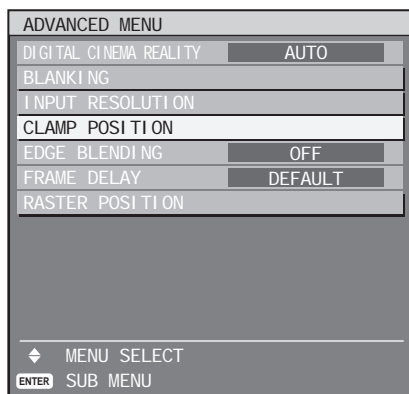 ADVANCED MENU
DIGITAL CINEMA REALITY AUTO
BLANKING
INPUT RESOLUTION
CLAMP POSITION
EDGE BLENDING OFF
FRAME DELAY DEFAULT
RASTER POSITION
MENU SELECT
ENTER SUB MENU